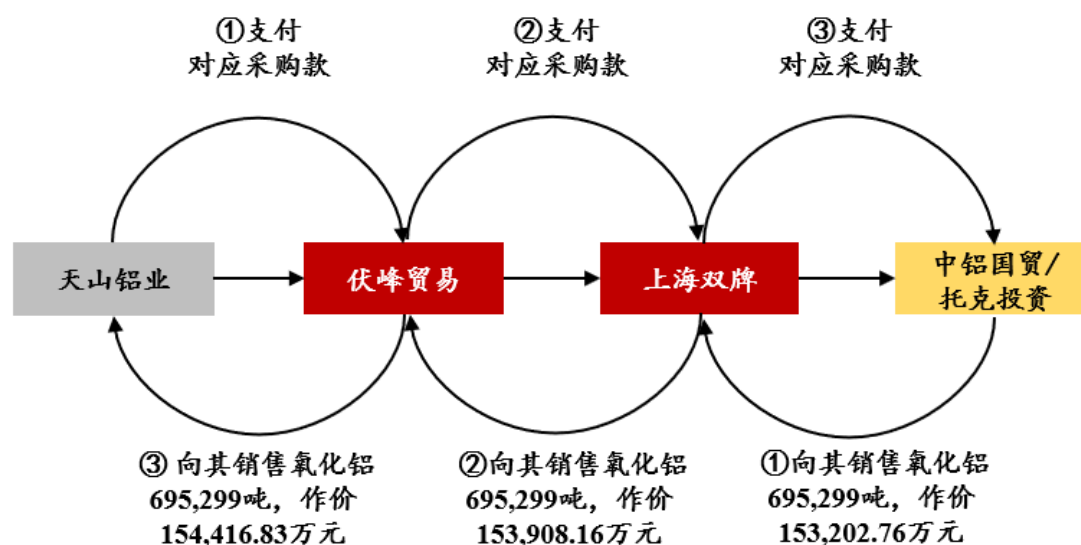 ①支付
对应采购款
②支付
对应采购款
③支付
对应采购款
天山铝业
伏峰贸易
上海双牌
中铝国贸/
托克投资
③ 向其销售氧化铝
695,299吨，作价
154,416.83万元
②向其销售氧化铝
695,299吨，作价
153,908.16万元
①向其销售氧化铝
695,299吨，作价
153,202.76万元